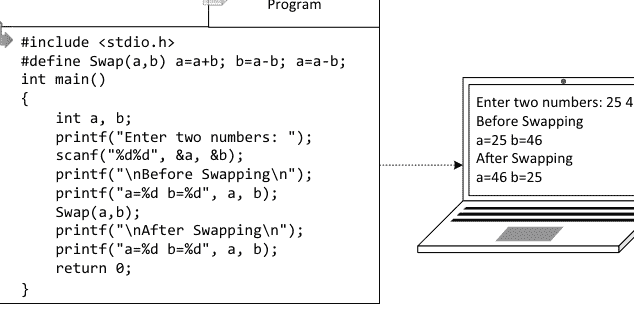 Program
#include <stdio.h>
#define Swap(a,b) a=a+b; b=a-b; a=a-b;
int main()
{
    int a, b;
    printf("Enter two numbers: ");
    scanf("%d%d", &a, &b);
    printf("\nBefore Swapping\n");
    printf("a=%d b=%d", a, b);
    Swap(a,b);
    printf("\nAfter Swapping\n");
    printf("a=%d b=%d", a, b);
    return 0;
}
Enter two numbers: 25 4
Before Swapping
a=25 b=46
After Swapping
a=46 b=25